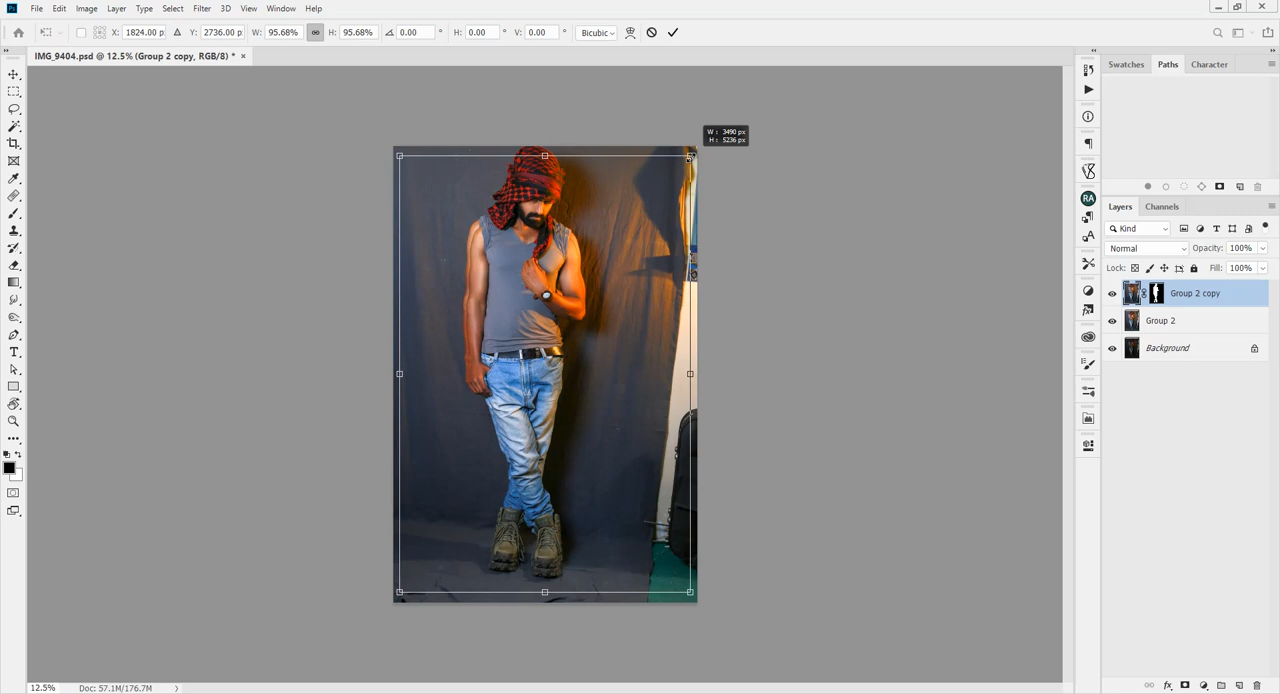 Ps File Edit Image Layer Type Select Filter 3D View Window Help
X: 1824.00 p: Δ Y: 2736.00 p: W: 95.68% H: 95.68% 0.00 ° H: 0.00 ° V: 0.00 ° Bicubic
IMG_9404.psd @ 12.5% (Group 2 copy, RGB/8) * ×
Swatches Paths Character
W : 3490 px
H : 5236 px
RA
Layers Channels
Kind
Normal Opacity: 100%
Lock: Fill: 100%
Group 2 copy
Group 2
Background
12.5% Doc: 57.1M/176.7M